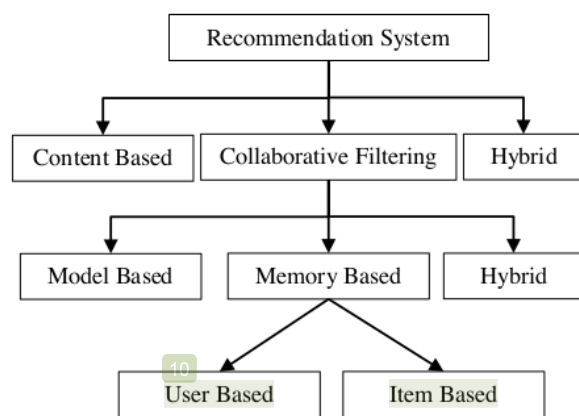 Recommendation System
Content Based
Collaborative Filtering
Hybrid
Model Based
Memory Based
Hybrid
10
User Based
Item Based